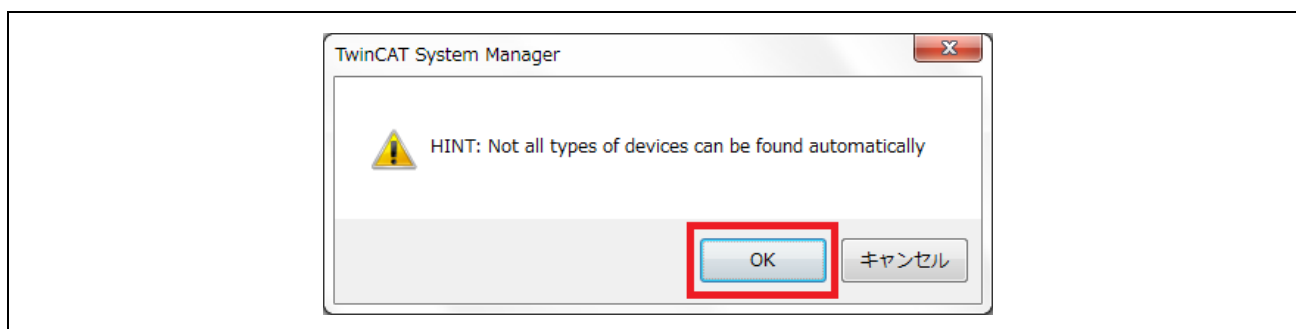 TwinCAT System Manager
HINT: Not all types of devices can be found automatically
OK
キャンセル